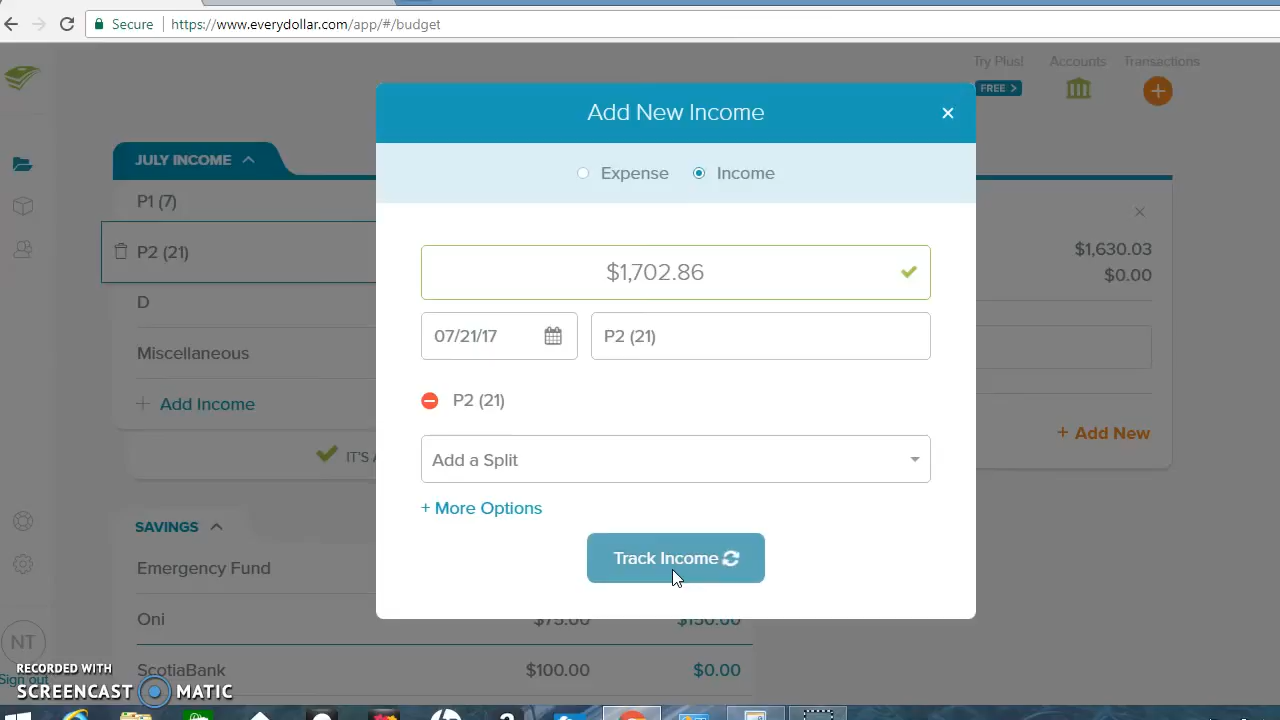 Secure
https://www.everydollar.com/app/#/budget
Try Plus!
Accounts
Transactions
FREE >
Add New Income
×
Expense
Income
JULY INCOME
P1 (7)
P2 (21)
D
Miscellaneous
+ Add Income
IT'S A
$1,702.86
07/21/17
P2 (21)
P2 (21)
Add a Split
+ More Options
Track Income
×
$1,630.03
$0.00
+ Add New
SAVINGS
Emergency Fund
Oni
$75.00
$150.00
ScotiaBank
$100.00
$0.00
NT
Sign out
RECORDED WITH
SCREENCAST MATIC